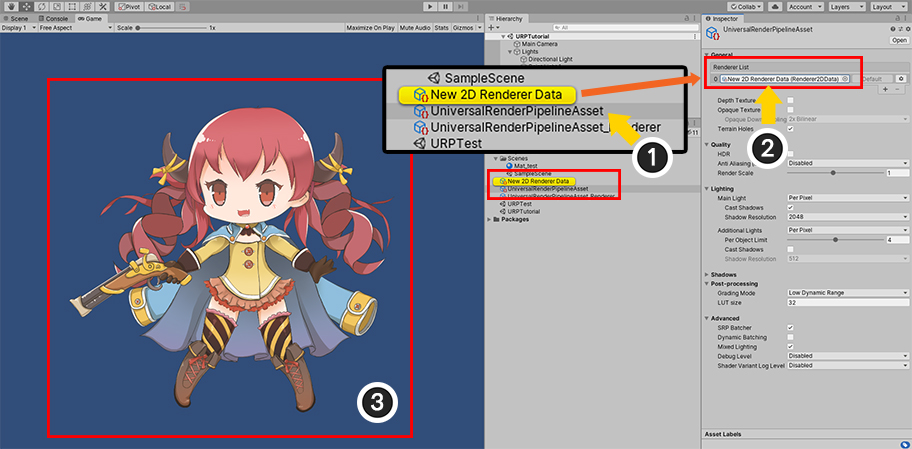 Pivot
Local
Collab
Account
Layers
Layout
Scene
Console
Game
Display 1
Free Aspect
Scale
1x
Maximize On Play
Mute Audio
Stats
Gizmos
Hierarchy
All
URPTutorial
Main Camera
Lights
Directional Light
SampleScene
New 2D Renderer Data
UniversalRenderPipelineAsset
UniversalRenderPipelineAsset_Renderer
URPTest
1
11
Scenes
Mat_test
SampleScene
New 2D Renderer Data
UniversalRenderPipelineAsset
UniversalRenderPipelineAsset_Renderer
URPTest
URPTutorial
Packages
3
Inspector
UniversalRenderPipelineAsset
Open
General
Renderer List
0 New 2D Renderer Data (Renderer2DData) Default
Depth Texture
Opaque Texture
2x Bilinear
Terrain Holes
2
Quality
HDR
Anti Aliasing Disabled
Render Scale 1
Lighting
Main Light Per Pixel
Cast Shadows
Shadow Resolution 2048
Additional Lights Per Pixel
Per Object Limit 4
Cast Shadows
Shadow Resolution 512
Shadows
Post-processing
Grading Mode Low Dynamic Range
LUT size 32
Advanced
SRP Batcher
Dynamic Batching
Mixed Lighting
Debug Level Disabled
Shader Variant Log Level Disabled
Asset Labels